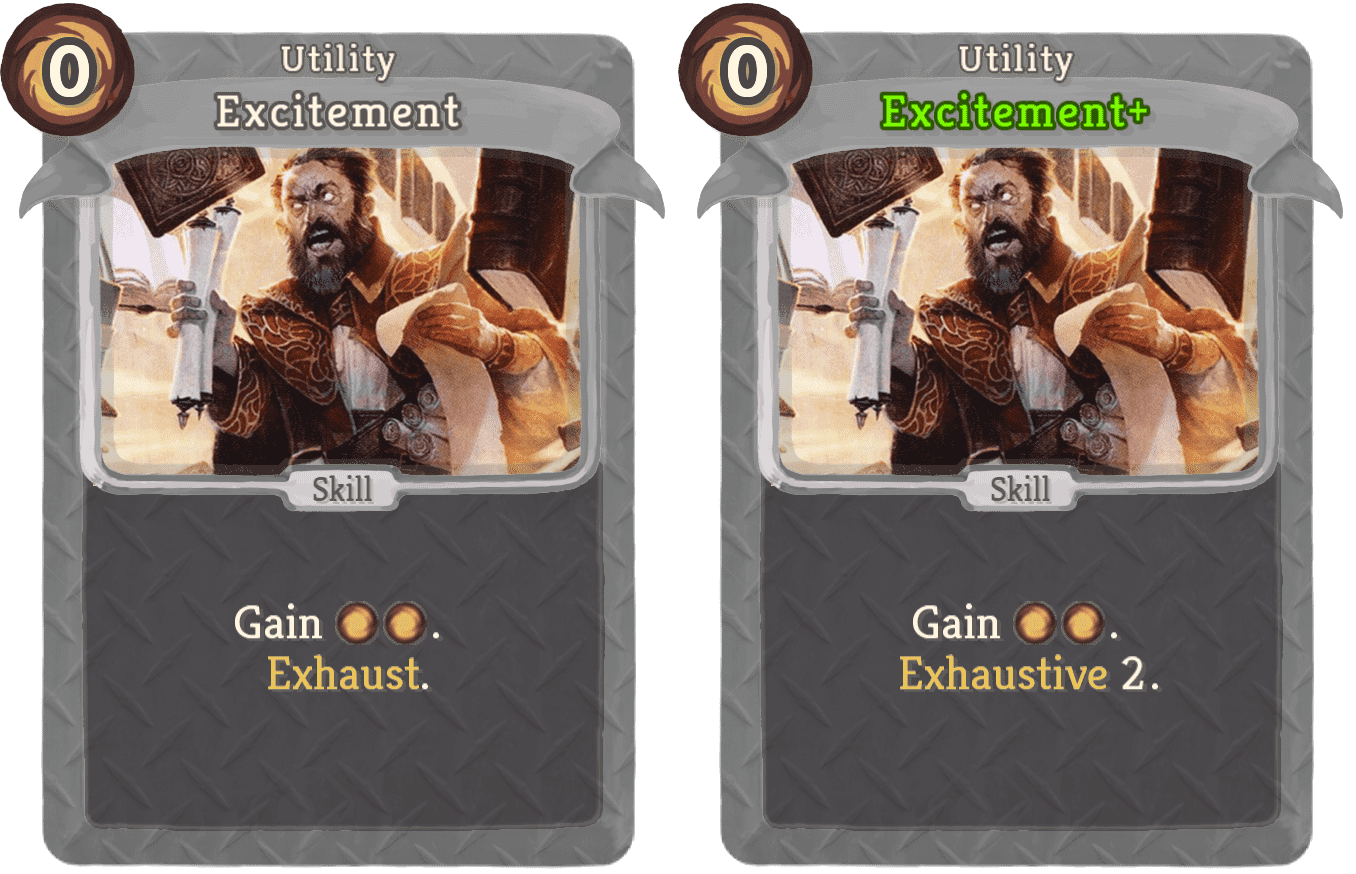 0
Utility
Excitement
Skill
Gain .
Exhaust.
0
Utility
Excitement+
Skill
Gain .
Exhaustive 2.